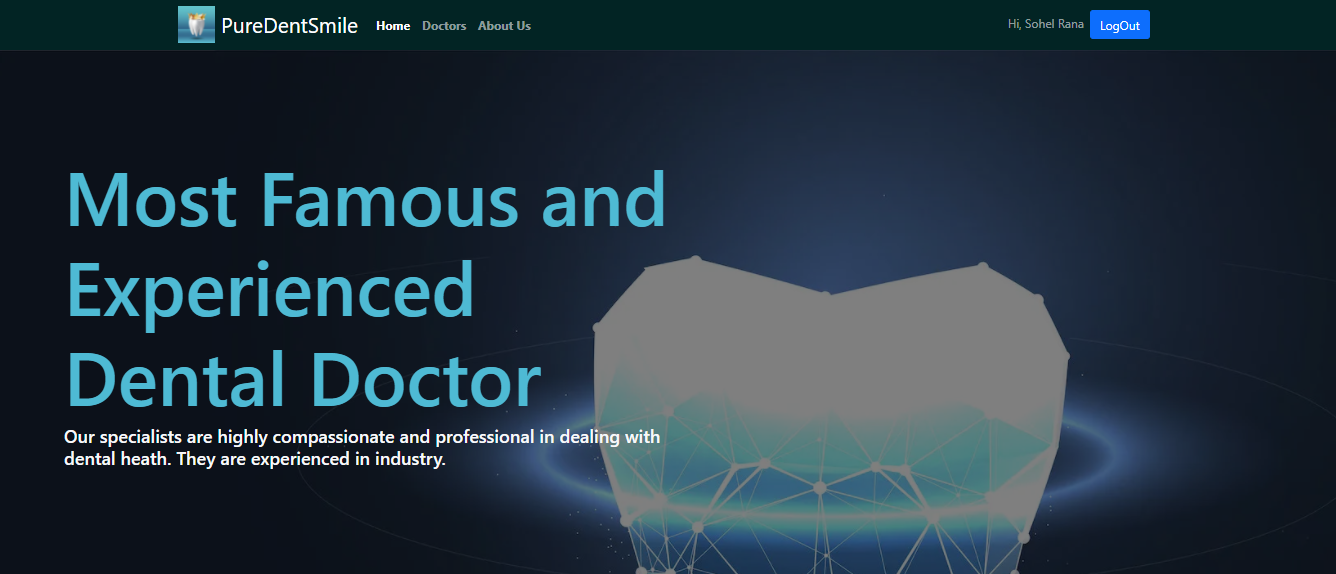 PureDentSmile Home Doctors About Us Hi, Sohel Rana LogOut
Most Famous and
Experienced
Dental Doctor
Our specialists are highly compassionate and professional in dealing with
dental heath. They are experienced in industry.